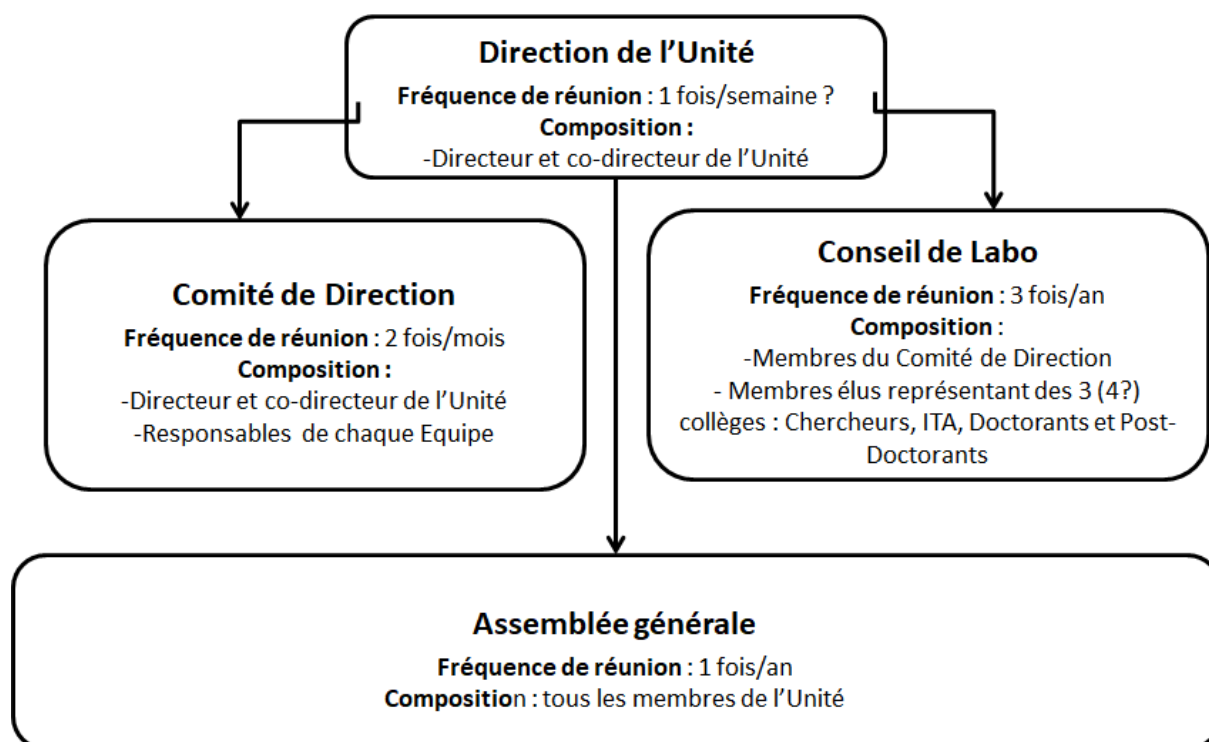 Direction de l’Unité
Fréquence de réunion : 1 fois/semaine ?
Composition :
-Directeur et co-directeur de l’Unité
Comité de Direction
Fréquence de réunion : 2 fois/mois
Composition :
-Directeur et co-directeur de l’Unité
-Responsables de chaque Equipe
Conseil de Labo
Fréquence de réunion : 3 fois/an
Composition :
-Membres du Comité de Direction
- Membres élus représentant des 3 (4?)
collèges : Chercheurs, ITA, Doctorants et Post-
Doctorants
Assemblée générale
Fréquence de réunion : 1 fois/an
Composition : tous les membres de l’Unité